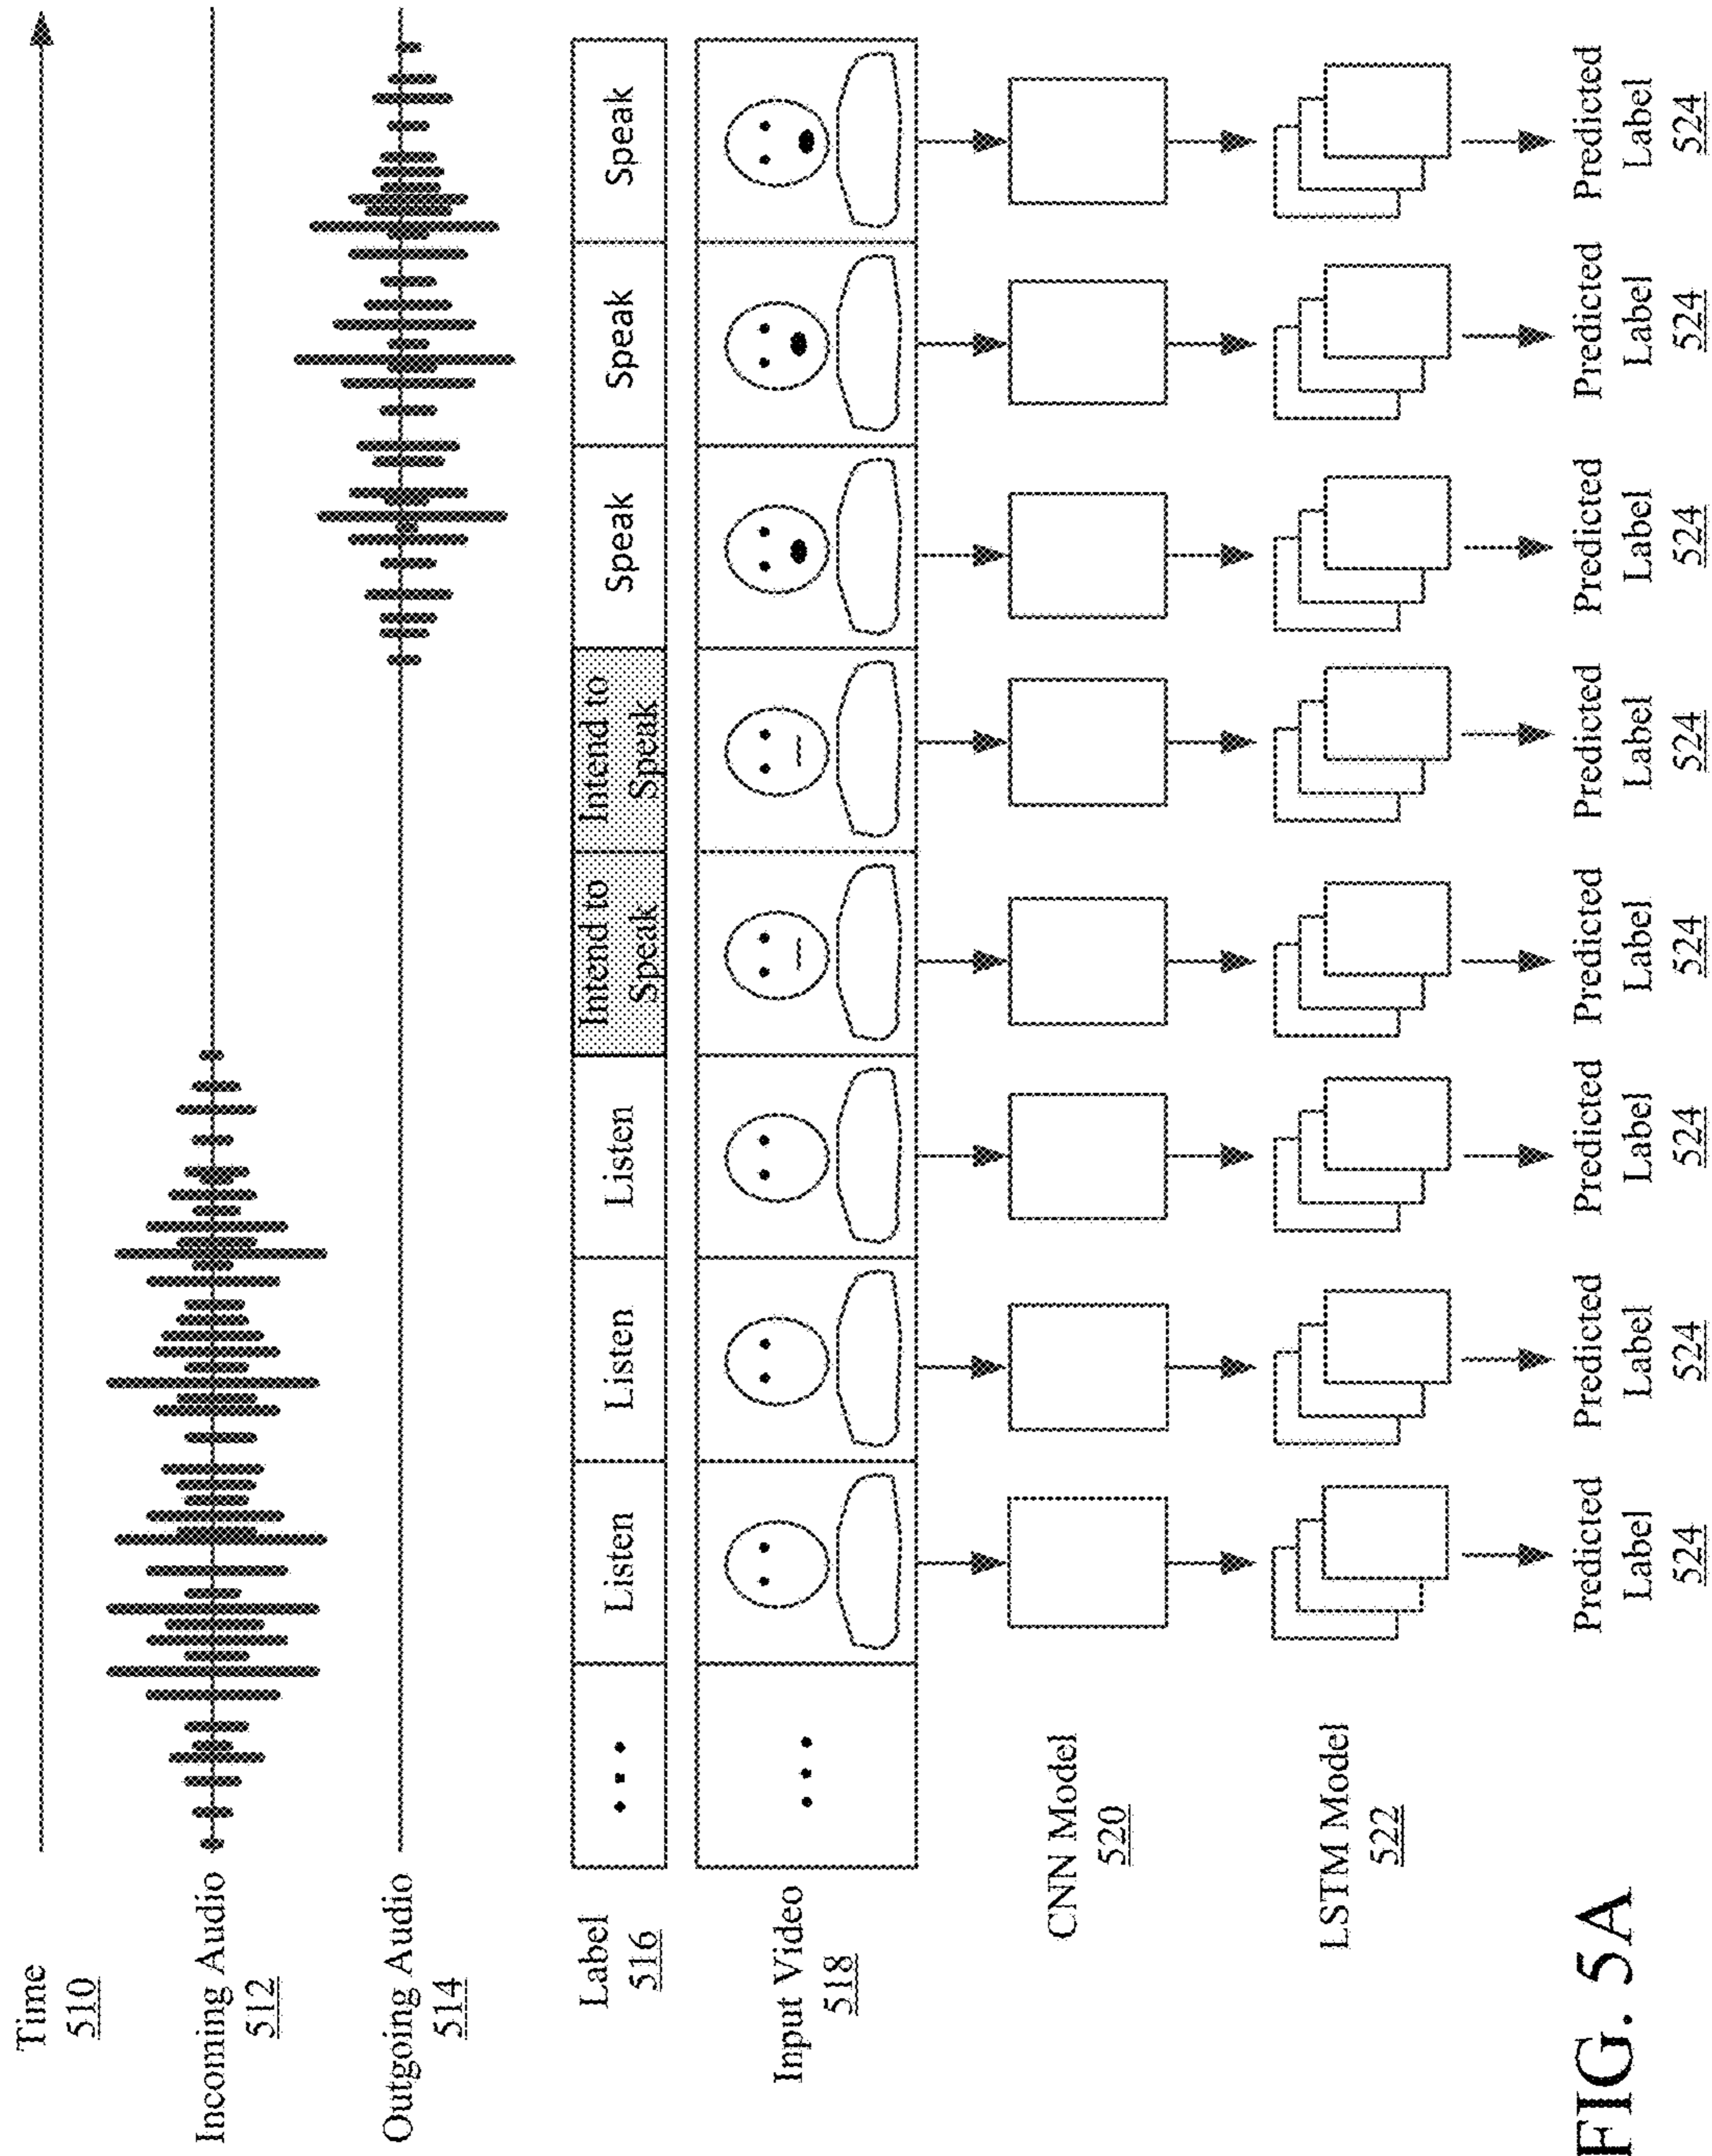 Time
510
Incoming Audio
512
Outgoing Audio
514
Label
516
• • •
Listen
Listen
Listen
Intend to
Speak
Intend to
Speak
Speak
Speak
Speak
Input Video
518
• • •
CNN Model
520
LSTM Model
522
Predicted
Label
524
Predicted
Label
524
Predicted
Label
524
Predicted
Label
524
Predicted
Label
524
Predicted
Label
524
Predicted
Label
524
Predicted
Label
524
FIG. 5A